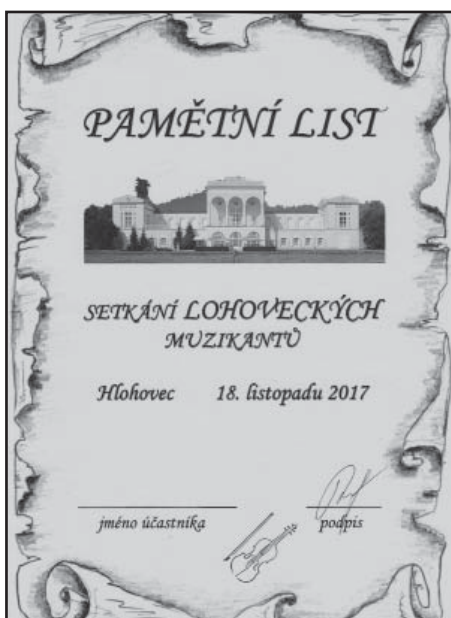 PAMĚTNÍ LIST
SETKÁNÍ LOHOVECKÝCH
MUZIKANTŮ
Hlohovec 18. listopadu 2017
jméno účastníka podpis